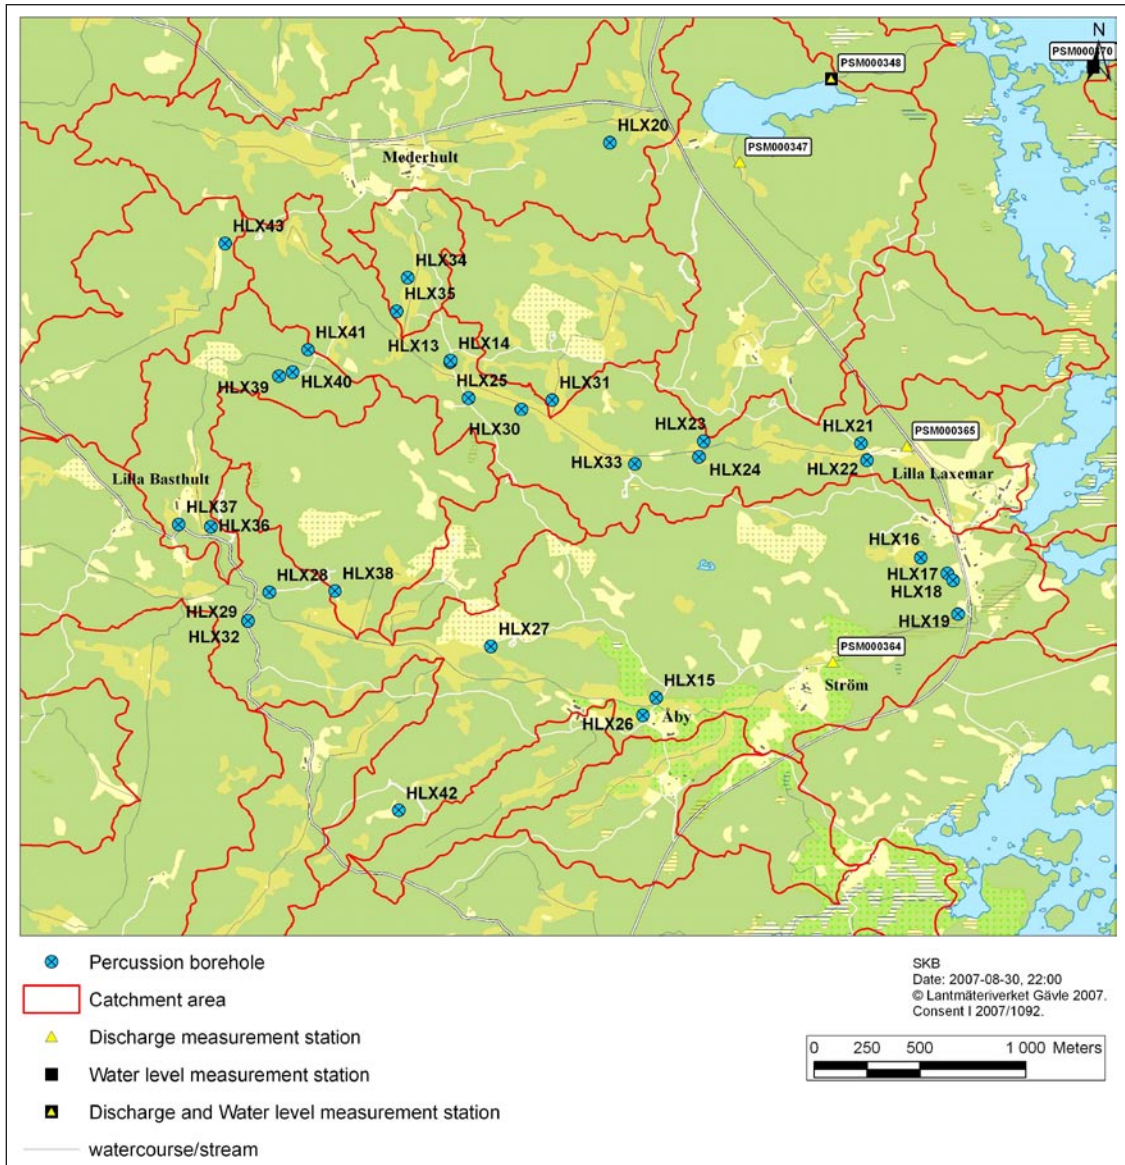 N
PSM000348
PSM000370
HLX20
PSM000347
Mederhult
HLX43
HLX34
HLX35
HLX41
HLX13
HLX14
HLX39
HLX40
HLX25
HLX31
HLX30
HLX23
HLX21
PSM000365
HLX33
HLX24
HLX22
Lilla Laxemar
Lilla Basthult
HLX37
HLX36
HLX16
HLX17
HLX18
HLX28
HLX38
HLX29
HLX32
HLX19
HLX27
PSM000364
HLX15
Ström
HLX26
Åby
HLX42
Percussion borehole
Catchment area
Discharge measurement station
Water level measurement station
Discharge and Water level measurement station
watercourse/stream
SKB
Date: 2007-08-30, 22:00
© Lantmäteriverket Gävle 2007.
Consent I 2007/1092.
0 250 500 1 000 Meters